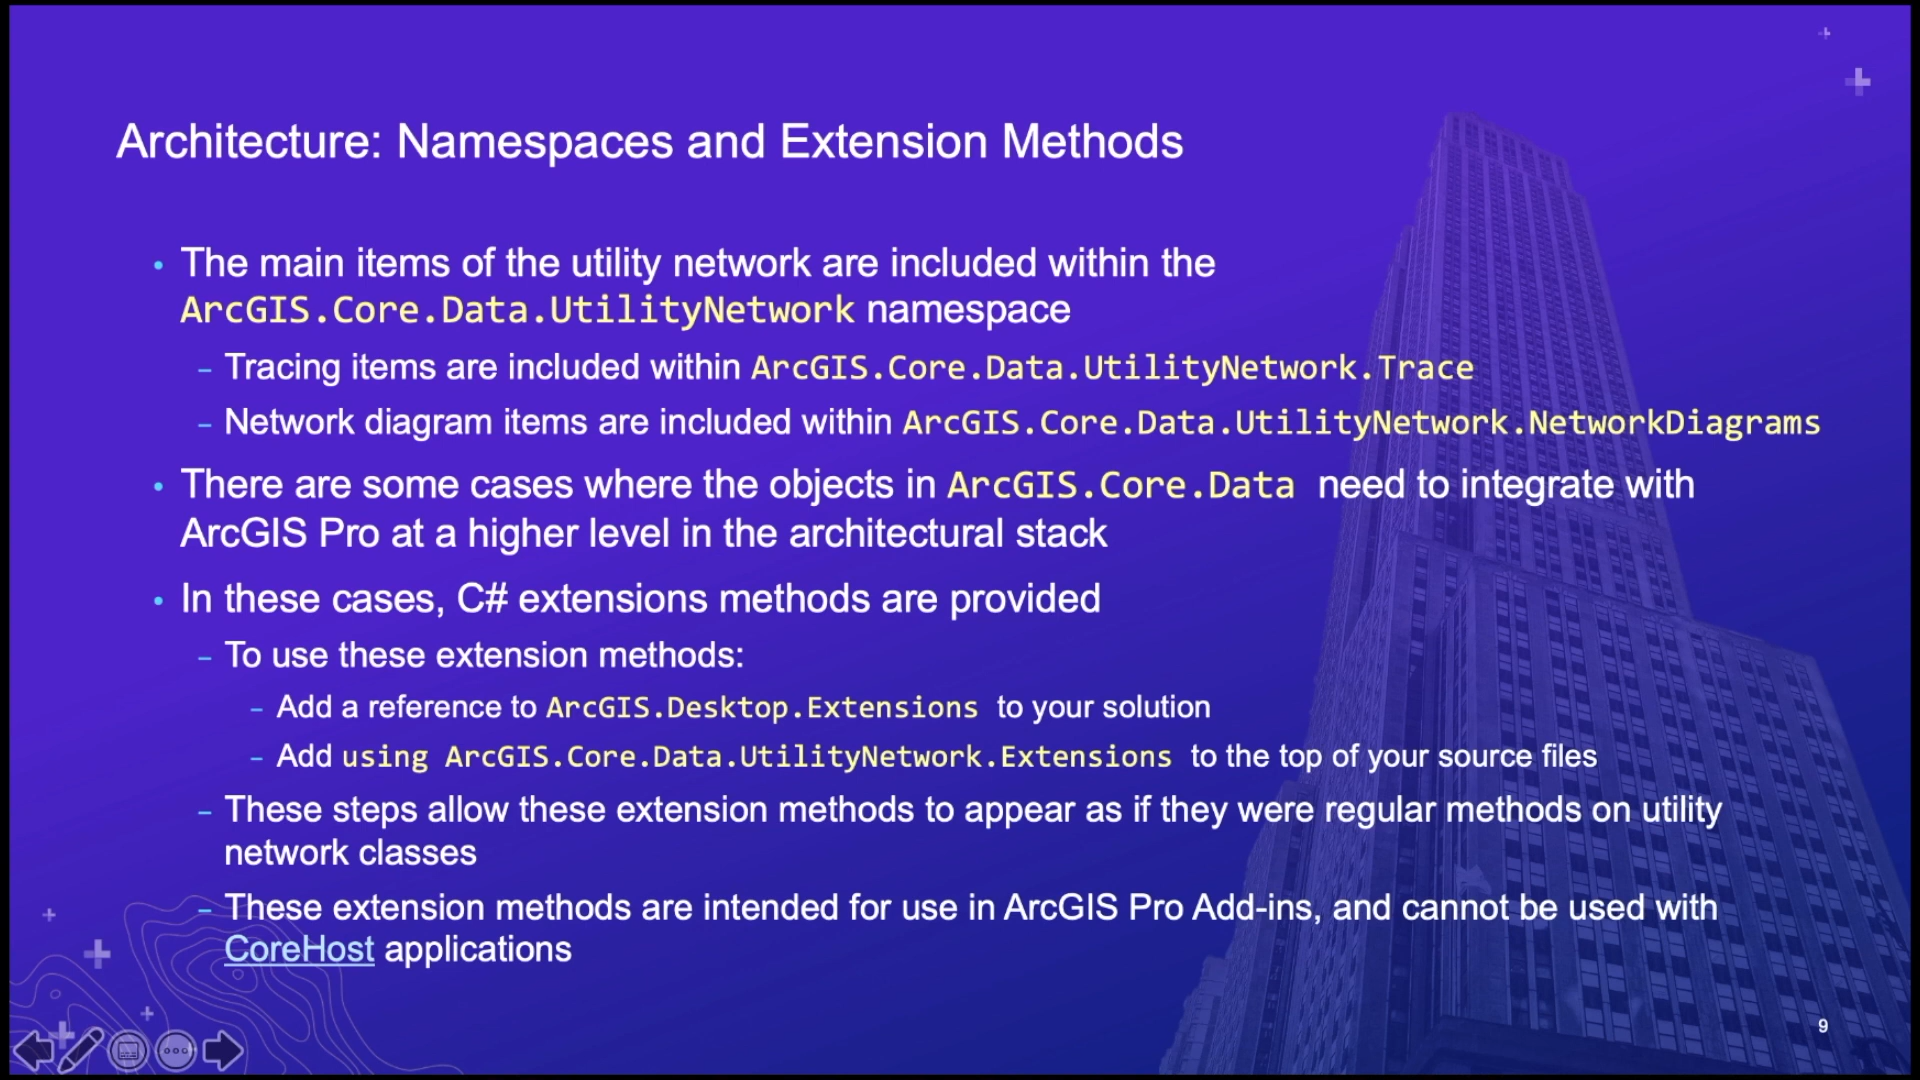 Architecture: Namespaces and Extension Methods
• The main items of the utility network are included within the
ArcGIS.Core.Data.UtilityNetwork namespace
– Tracing items are included within ArcGIS.Core.Data.UtilityNetwork.Trace
– Network diagram items are included within ArcGIS.Core.Data.UtilityNetwork.NetworkDiagrams
• There are some cases where the objects in ArcGIS.Core.Data need to integrate with
ArcGIS Pro at a higher level in the architectural stack
• In these cases, C# extensions methods are provided
– To use these extension methods:
– Add a reference to ArcGIS.Desktop.Extensions to your solution
– Add using ArcGIS.Core.Data.UtilityNetwork.Extensions to the top of your source files
– These steps allow these extension methods to appear as if they were regular methods on utility
network classes
– These extension methods are intended for use in ArcGIS Pro Add-ins, and cannot be used with
CoreHost applications
9